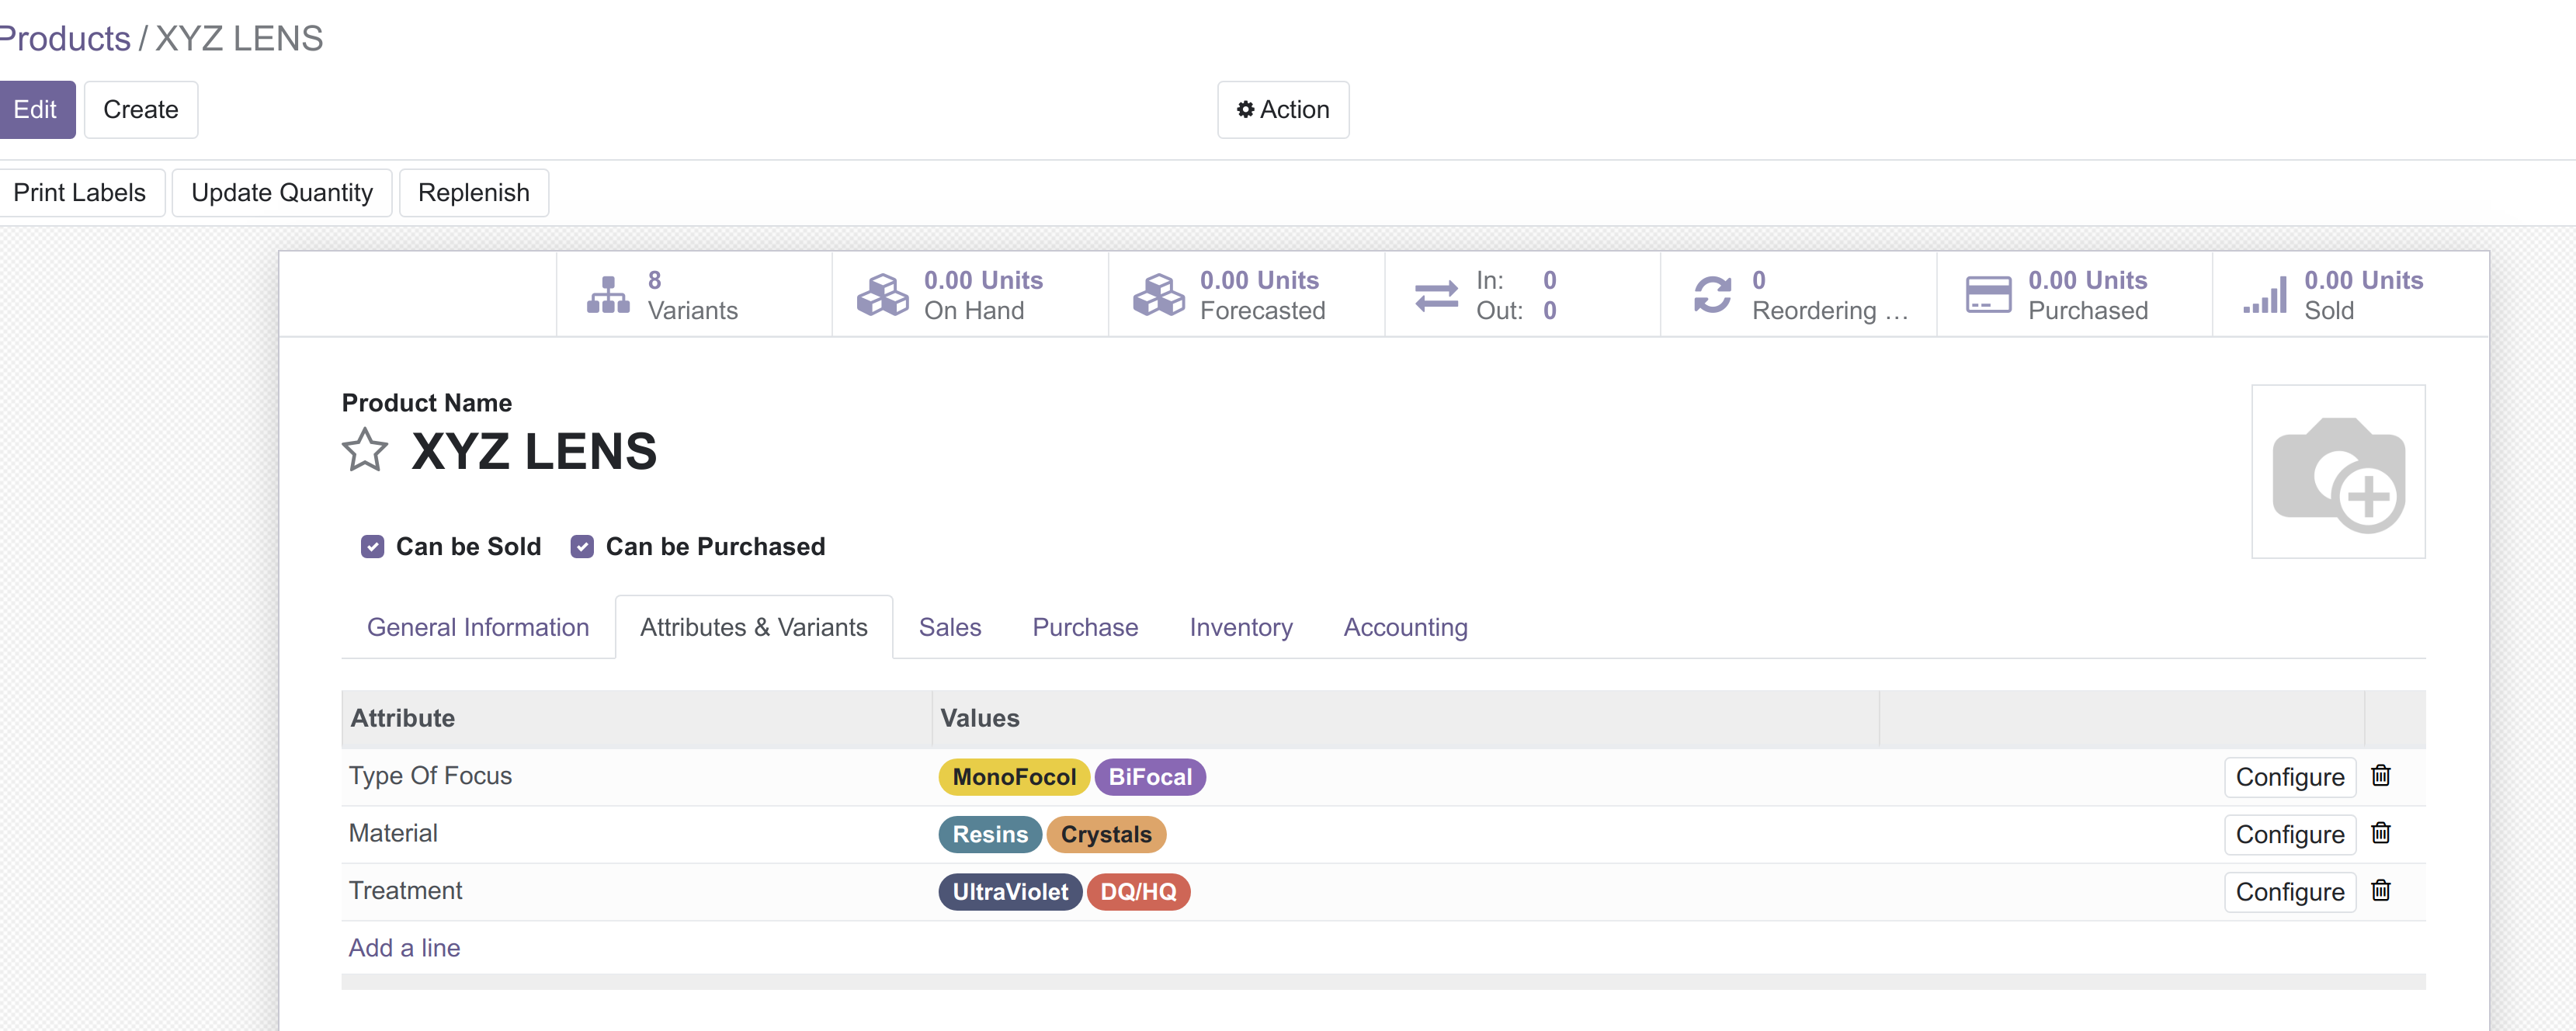 Products / XYZ LENS
Edit Create Action
Print Labels Update Quantity Replenish
8 Variants
0.00 Units On Hand
0.00 Units Forecasted
In: 0
Out: 0
0 Reordering ...
0.00 Units Purchased
0.00 Units Sold
Product Name
XYZ LENS
Can be Sold Can be Purchased
General Information Attributes & Variants Sales Purchase Inventory Accounting
Attribute Values
Type Of Focus MonoFocol BiFocal Configure
Material Resins Crystals Configure
Treatment UltraViolet DQ/HQ Configure
Add a line